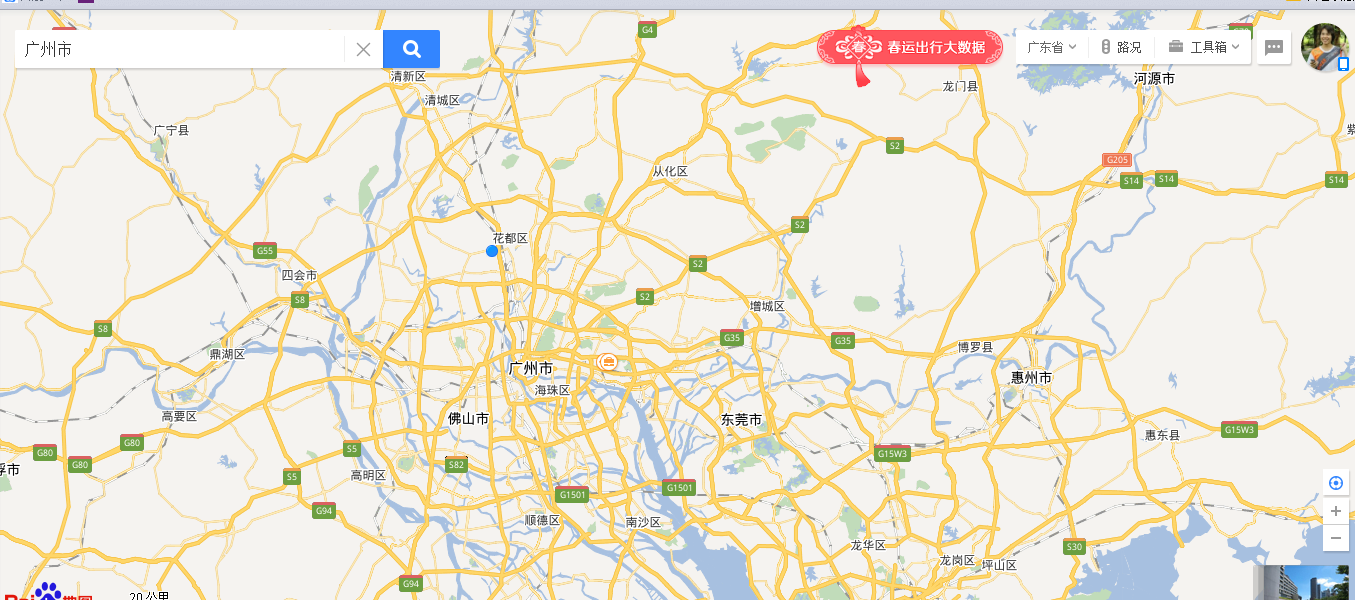 G4
广州市
春
春运出行大数据
广东省
路况
工具箱
清新区
河源市
龙门县
清城区
广宁县
S2
G205
从化区
S14
S14
S14
S2
花都区
G55
S2
四会市
S8
S2
增城区
S8
G35
G35
鼎湖区
博罗县
广州市
惠州市
海珠区
高要区
佛山市
东莞市
G15W3
惠东县
G80
G80
S5
G15W3
G80
S82
S5
高明区
G1501
G1501
G94
顺德区
南沙区
龙华区
S30
龙岗区
坪山区
G94
20 公里